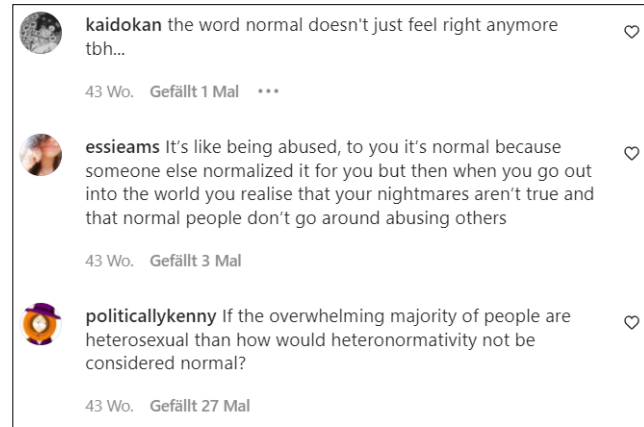 kaidokan the word normal doesn't just feel right anymore
tbh...
43 Wo. Gefällt 1 Mal •••
essieams It's like being abused, to you it's normal because
someone else normalized it for you but then when you go out
into the world you realise that your nightmares aren't true and
that normal people don't go around abusing others
43 Wo. Gefällt 3 Mal
politicallykenny If the overwhelming majority of people are
heterosexual than how would heteronormativity not be
considered normal?
43 Wo. Gefällt 27 Mal